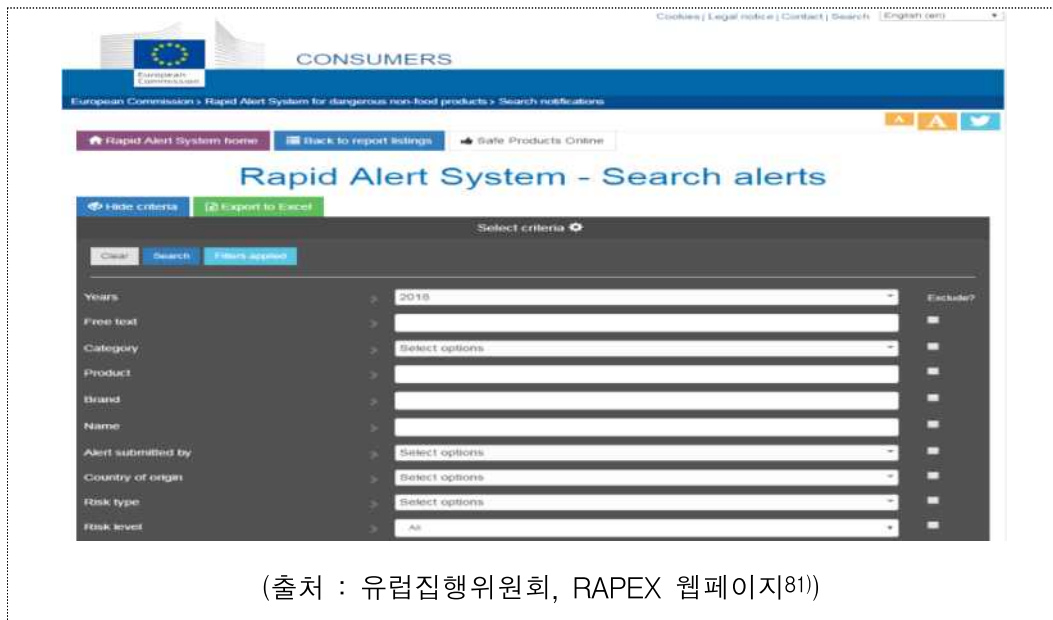 Cookies | Legal notice | Contact | Search English (en)
CONSUMERS
European
Commission
European Commission > Rapid Alert System for dangerous non-food products > Search notifications
A A
Rapid Alert System home Back to report listings Safe Products Online
Rapid Alert System - Search alerts
Hide criteria Export to Excel
Select criteria
Clear Search Filters applied
Years > 2018 Exclude?
Free text >
Category > Select options
Product >
Brand >
Name >
Alert submitted by > Select options
Country of origin > Select options
Risk type > Select options
Risk level > All
(출처 : 유럽집행위원회, RAPEX 웹페이지81))